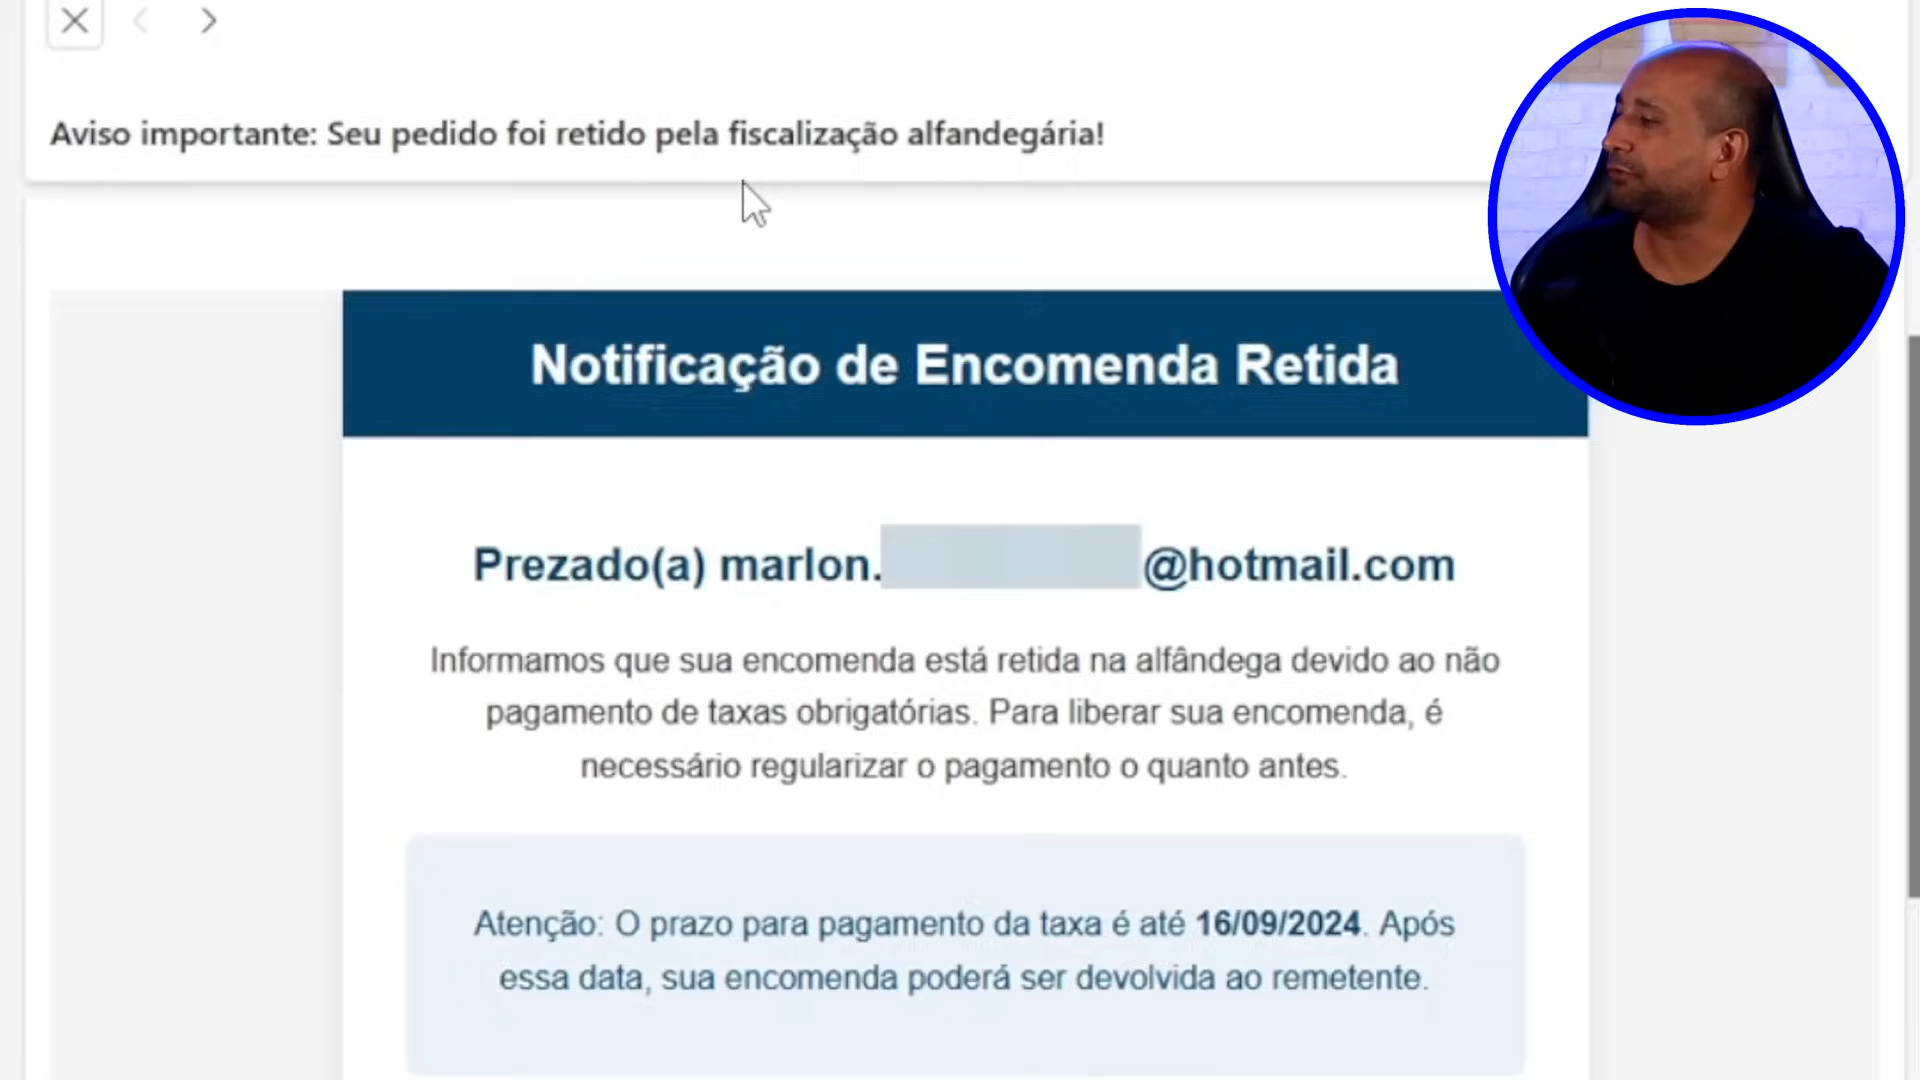 Aviso importante: Seu pedido foi retido pela fiscalização alfandegária!
Notificação de Encomenda Retida
Prezado(a) marlon. @hotmail.com
Informamos que sua encomenda está retida na alfândega devido ao não
pagamento de taxas obrigatórias. Para liberar sua encomenda, é
necessário regularizar o pagamento o quanto antes.
Atenção: O prazo para pagamento da taxa é até 16/09/2024. Após
essa data, sua encomenda poderá ser devolvida ao remetente.